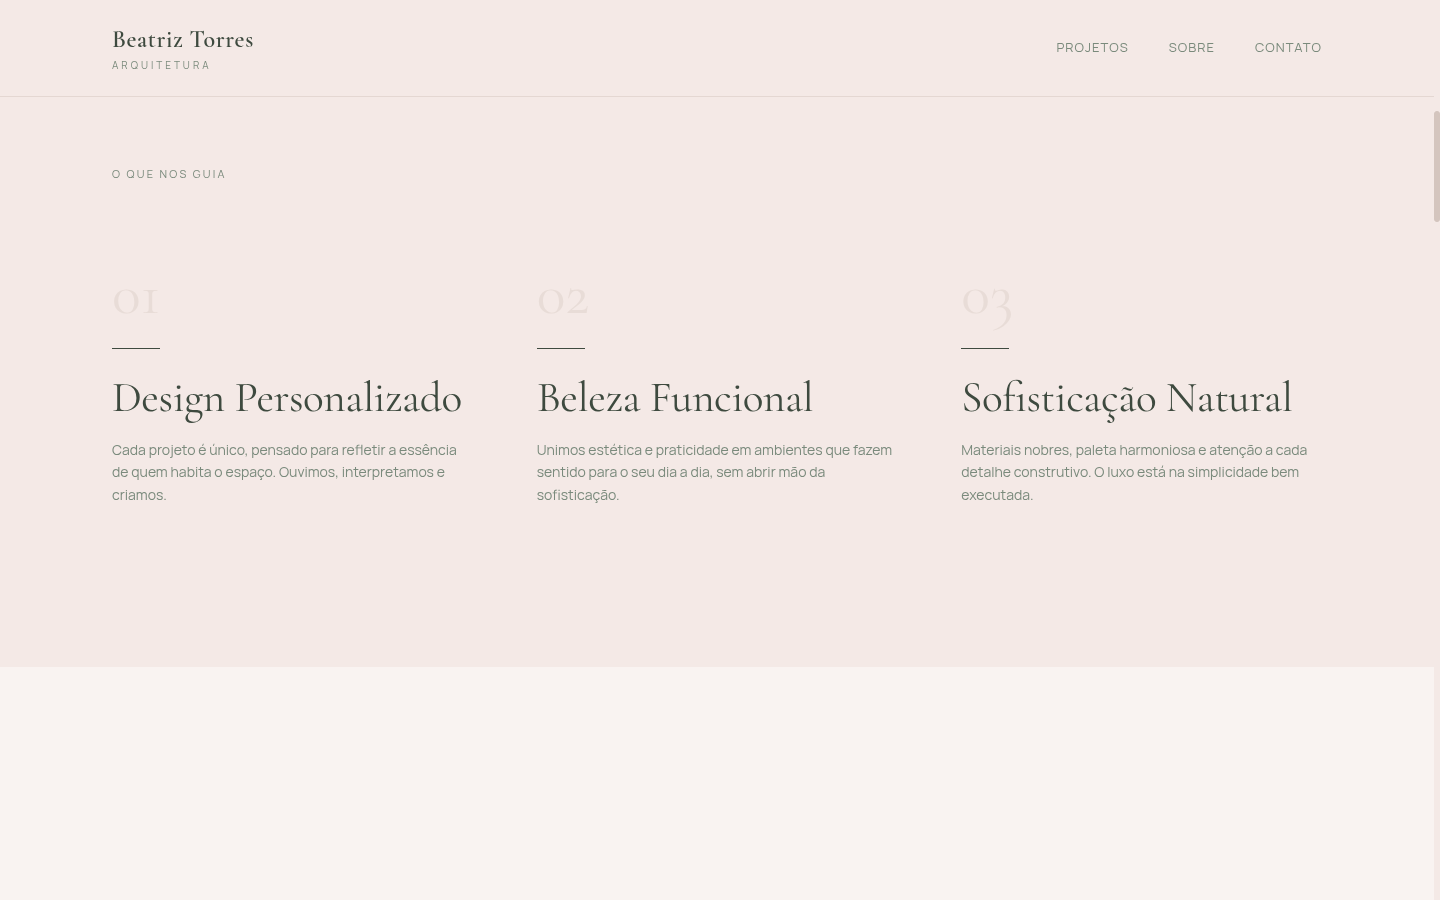 Beatriz Torres
ARQUITETURA
PROJETOS
SOBRE
CONTATO
O QUE NOS GUIA
01
Design Personalizado
Cada projeto é único, pensado para refletir a essência
de quem habita o espaço. Ouvimos, interpretamos e
criamos.
02
Beleza Funcional
Unimos estética e praticidade em ambientes que fazem
sentido para o seu dia a dia, sem abrir mão da
sofisticação.
03
Sofisticação Natural
Materiais nobres, paleta harmoniosa e atenção a cada
detalhe construtivo. O luxo está na simplicidade bem
executada.